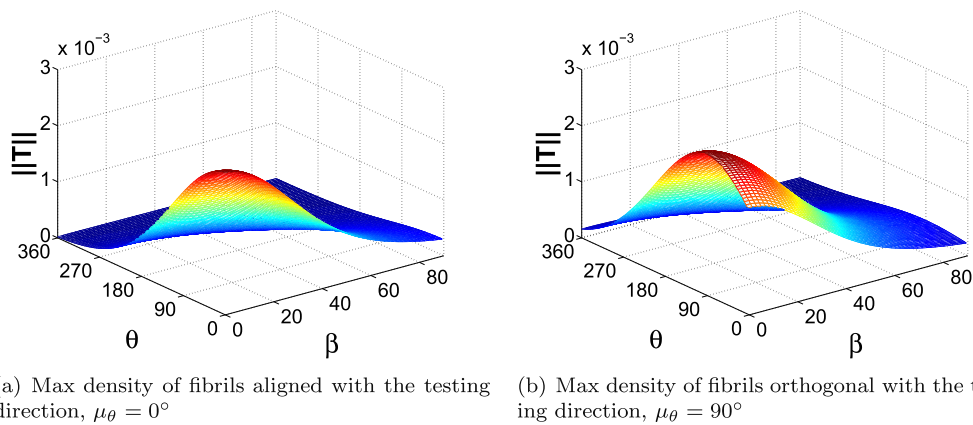 x 10⁻³
3
2
1
0
||T||
360
270
180
90
0
θ
0
20
40
60
80
β
x 10⁻³
3
2
1
0
||T||
360
270
180
90
0
θ
0
20
40
60
80
β
a) Max density of fibrils aligned with the testing
direction, μθ = 0°
(b) Max density of fibrils orthogonal with the t
ing direction, μθ = 90°